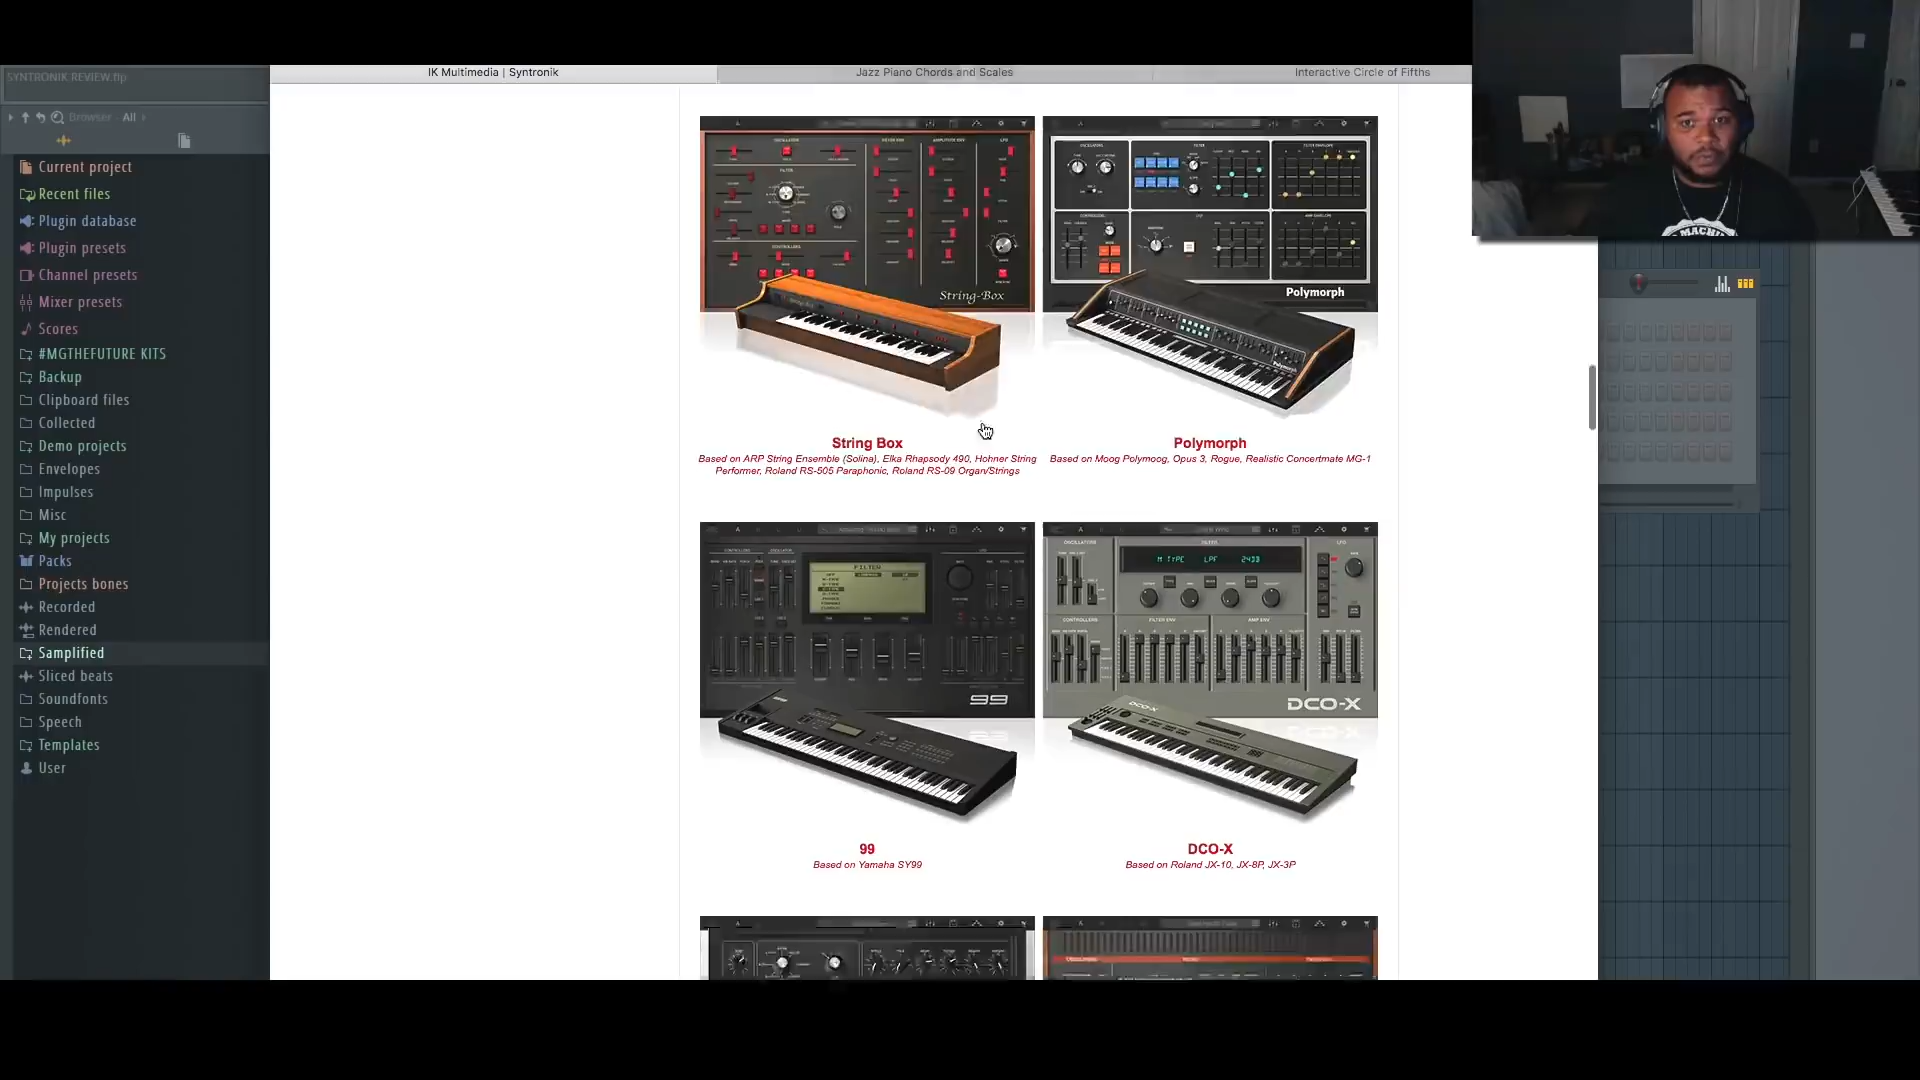 SYNTRONIK REVIEW.flp
Browser - All
Current project
Recent files
Plugin database
Plugin presets
Channel presets
Mixer presets
Scores
#MGTHEFUTURE KITS
Backup
Clipboard files
Collected
Demo projects
Envelopes
Impulses
Misc
My projects
Packs
Projects bones
Recorded
Rendered
Samplified
Sliced beats
Soundfonts
Speech
Templates
User
IK Multimedia | Syntronik
Jazz Piano Chords and Scales
Interactive Circle of Fifths
String-Box
Polymorph
String Box
Based on ARP String Ensemble (Solina), Elka Rhapsody 490, Hohner String
Performer, Roland RS-505 Paraphonic, Roland RS-09 Organ/Strings
Polymorph
Based on Moog Polymoog, Opus 3, Rogue, Realistic Concertmate MG-1
FILTER
99
M TYPE LPF
DCO-X
99
Based on Yamaha SY99
DCO-X
Based on Roland JX-10, JX-8P, JX-3P